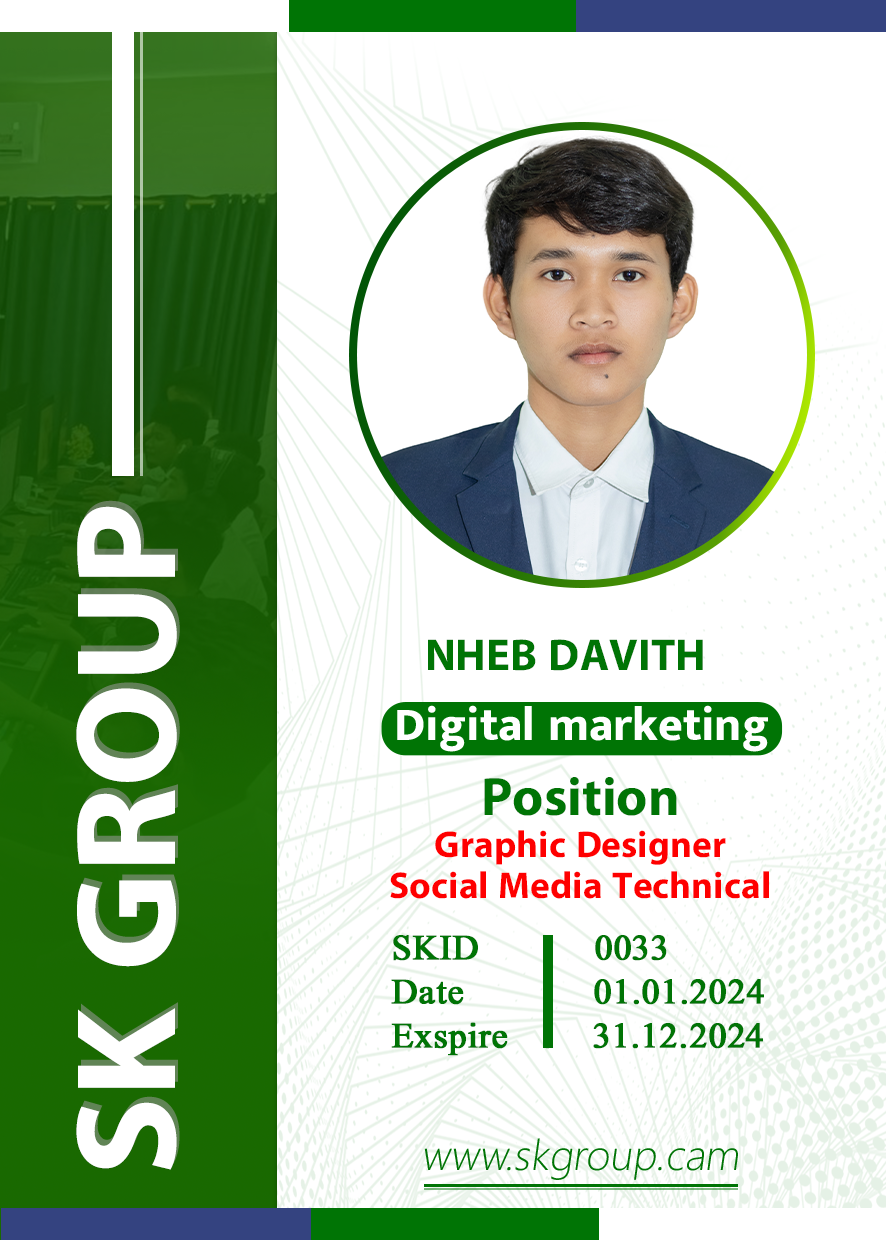 SK GROUP
NHEB DAVITH
Digital marketing
Position
Graphic Designer
Social Media Technical
SKID 0033
Date 01.01.2024
Exspire 31.12.2024
www.skgroup.cam